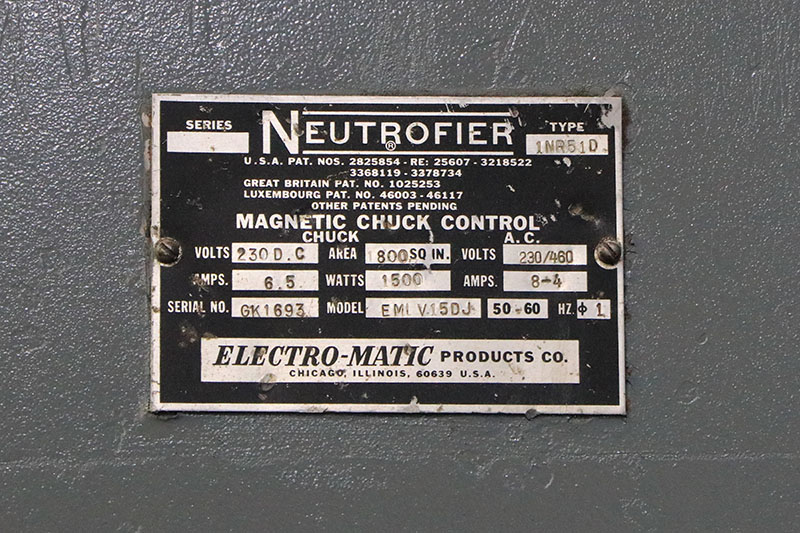 SERIES NEUTROFIER® TYPE
1NR51D
U.S.A. PAT. NOS. 2825854 - RE: 25607 - 3218522
3368119 - 3378734
GREAT BRITAIN PAT. NO. 1025253
LUXEMBOURG PAT. NO. 46003 - 46117
OTHER PATENTS PENDING
MAGNETIC CHUCK CONTROL
CHUCK A.C.
VOLTS 230 D.C AREA 1800 SQ IN. VOLTS 230/460
AMPS. 6.5 WATTS 1500 AMPS. 8-4
SERIAL NO. GK1693 MODEL EMI V15DJ 50-60 HZ. ϕ 1
ELECTRO-MATIC PRODUCTS CO.
CHICAGO, ILLINOIS, 60639 U.S.A.